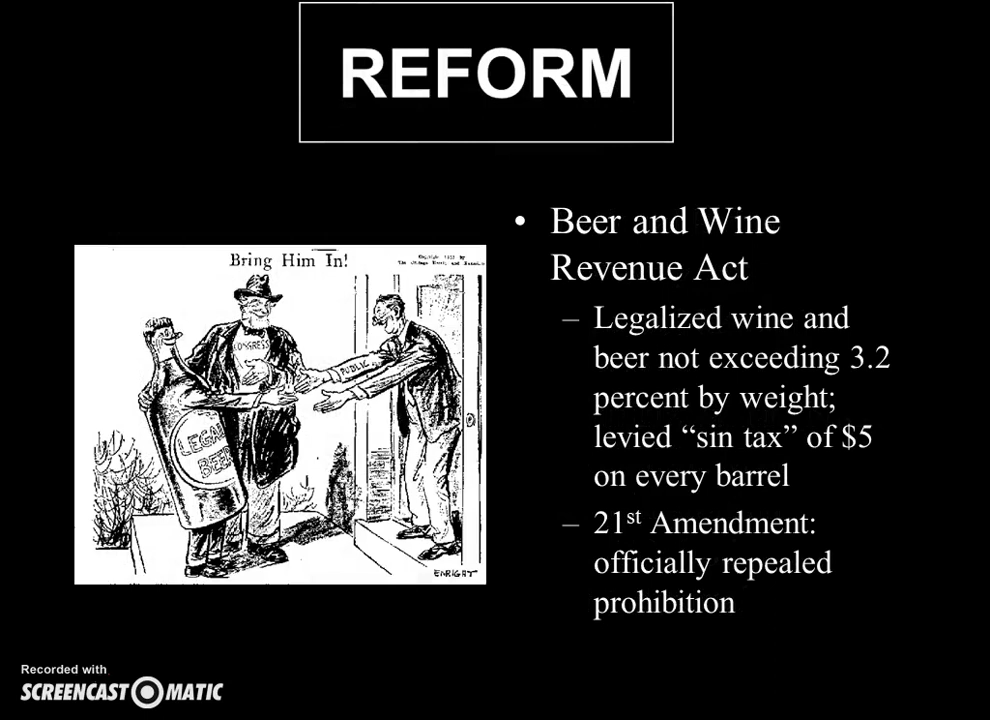 REFORM
• Beer and Wine
Revenue Act
– Legalized wine and
beer not exceeding 3.2
percent by weight;
levied “sin tax” of $5
on every barrel
– 21st Amendment:
officially repealed
prohibition
Bring Him In!
CONGRESS
PUBLIC
LEGAL
BEER
ENRIGHT
Recorded with
SCREENCAST MATIC